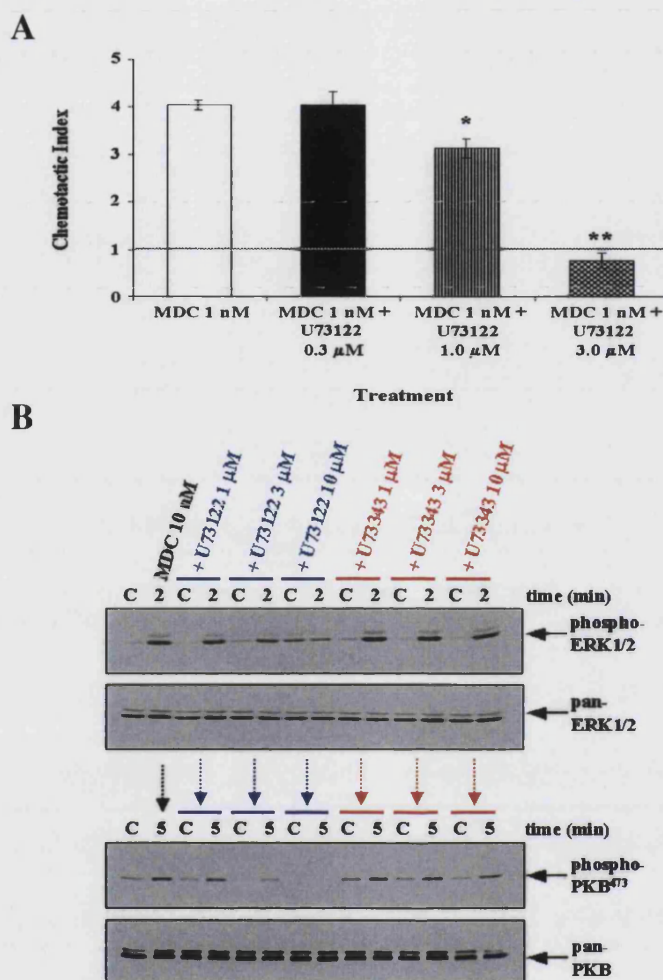 A
5
4
3
2
1
0
Chemotactic Index
*
**
MDC 1 nM
MDC 1 nM +
U73122
0.3 μM
MDC 1 nM +
U73122
1.0 μM
MDC 1 nM +
U73122
3.0 μM
Treatment
B
MDC 10 nM
+ U73122 1 μM
+ U73122 3 μM
+ U73122 10 μM
+ U73343 1 μM
+ U73343 3 μM
+ U73343 10 μM
C 2 C 2 C 2 C 2 C 2 C 2 C 2 time (min)
phospho-
ERK1/2
pan-
ERK1/2
C 5 C 5 C 5 C 5 C 5 C 5 C 5 time (min)
phospho-
PKB473
pan-
PKB